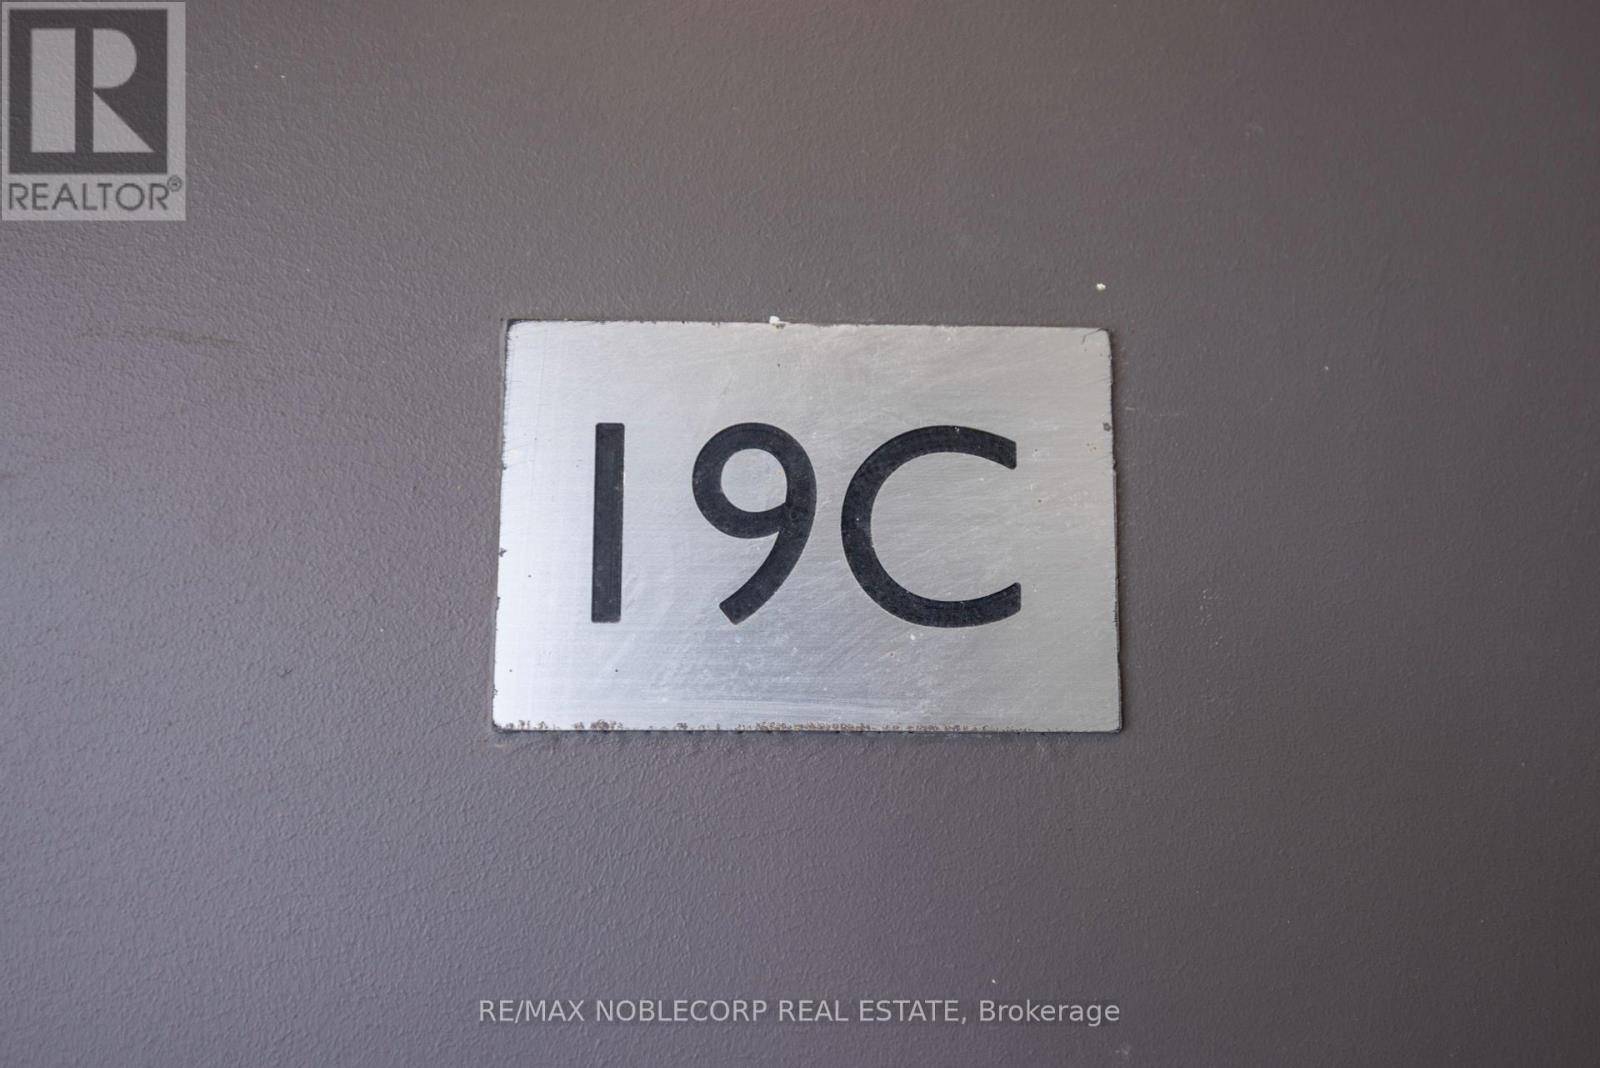 REALTOR®
19C
RE/MAX NOBLECORP REAL ESTATE, Brokerage